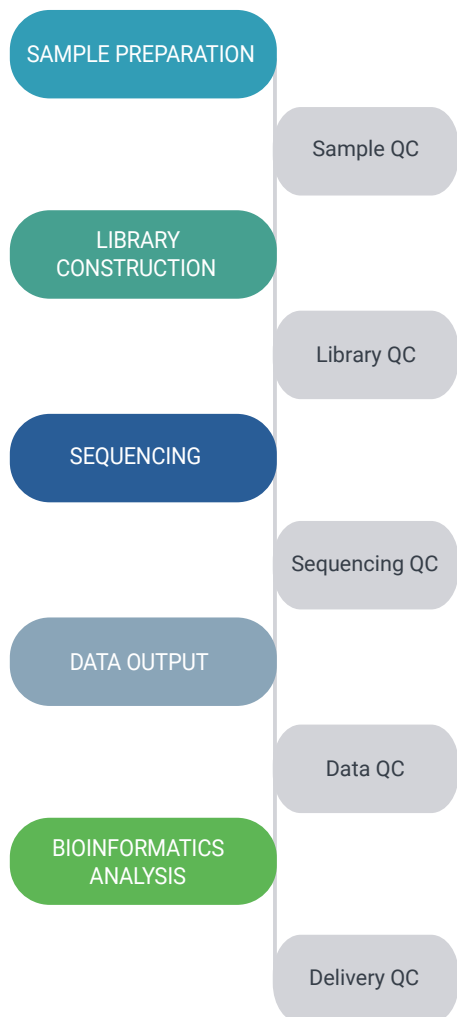 SAMPLE PREPARATION
Sample QC
LIBRARY
CONSTRUCTION
Library QC
SEQUENCING
Sequencing QC
DATA OUTPUT
Data QC
BIOINFORMATICS
ANALYSIS
Delivery QC